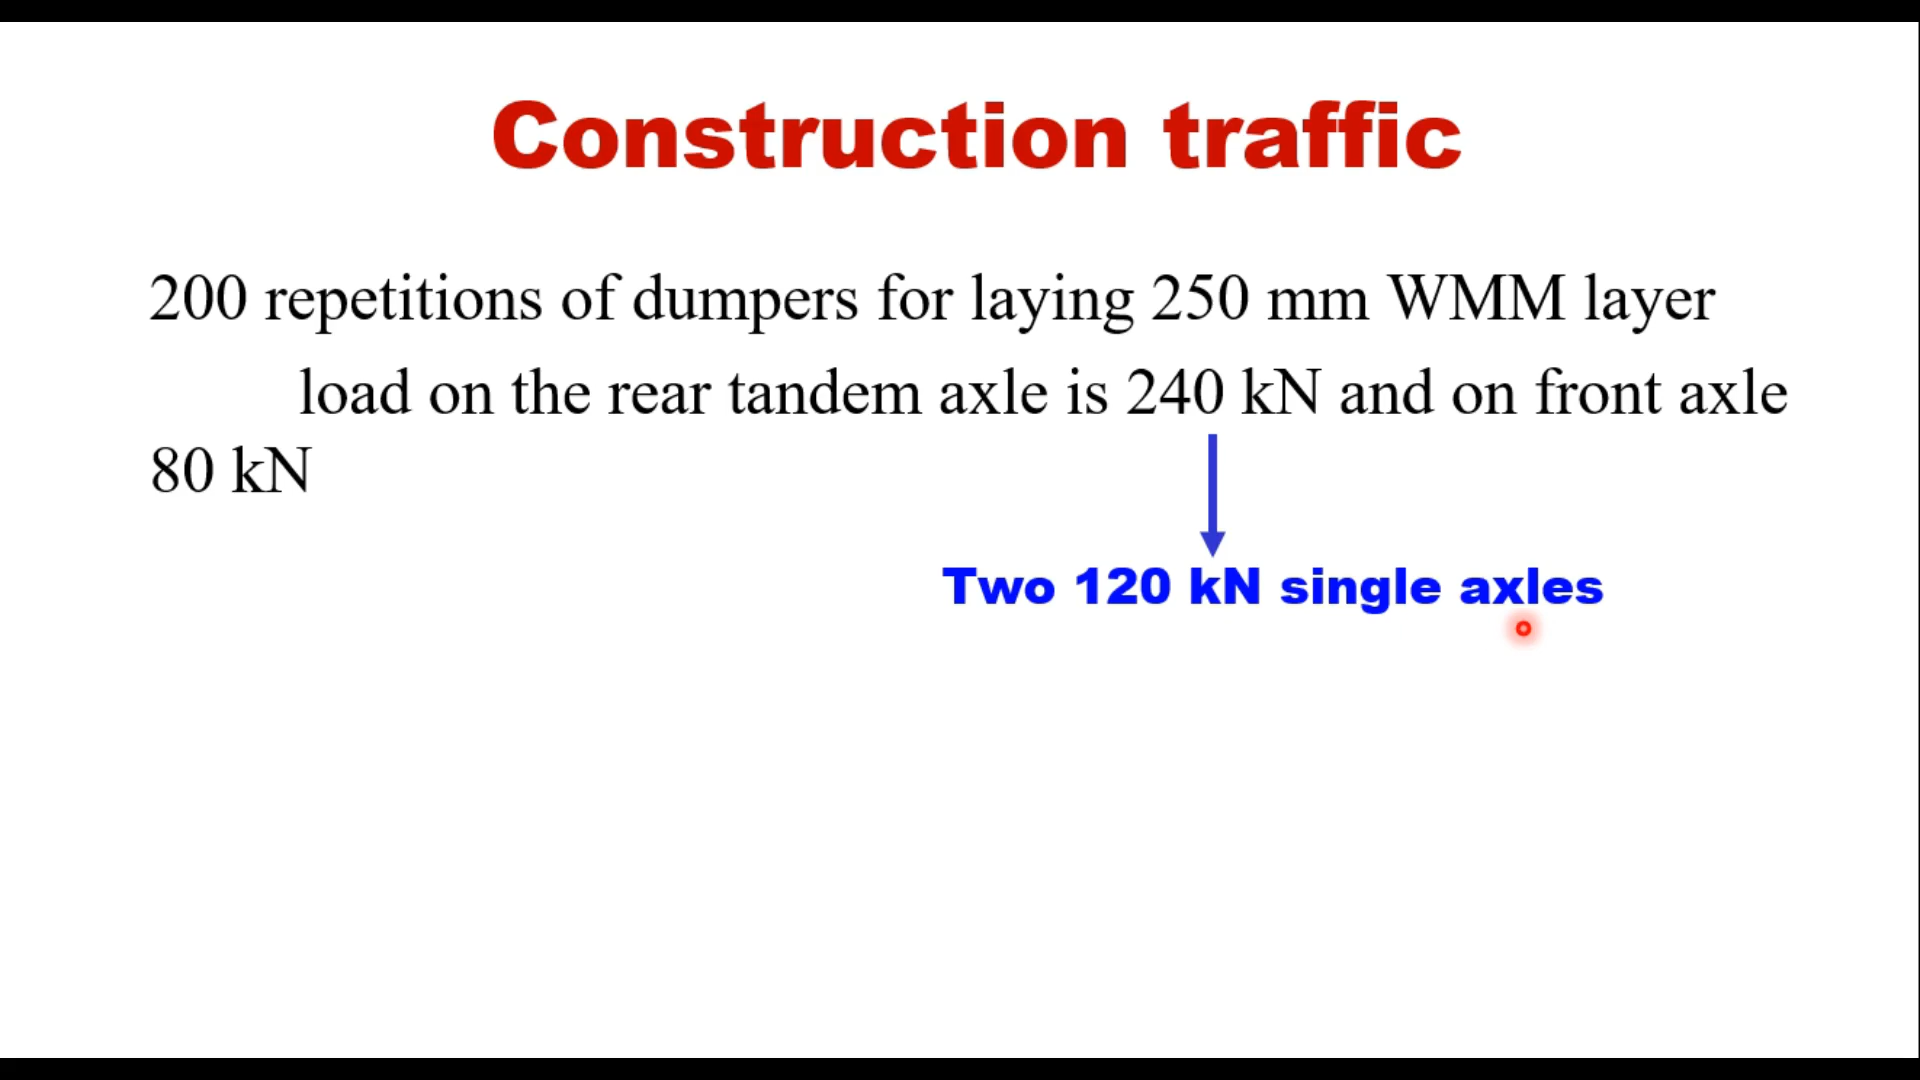 Construction traffic
200 repetitions of dumpers for laying 250 mm WMM layer
load on the rear tandem axle is 240 kN and on front axle
80 kN
Two 120 kN single axles